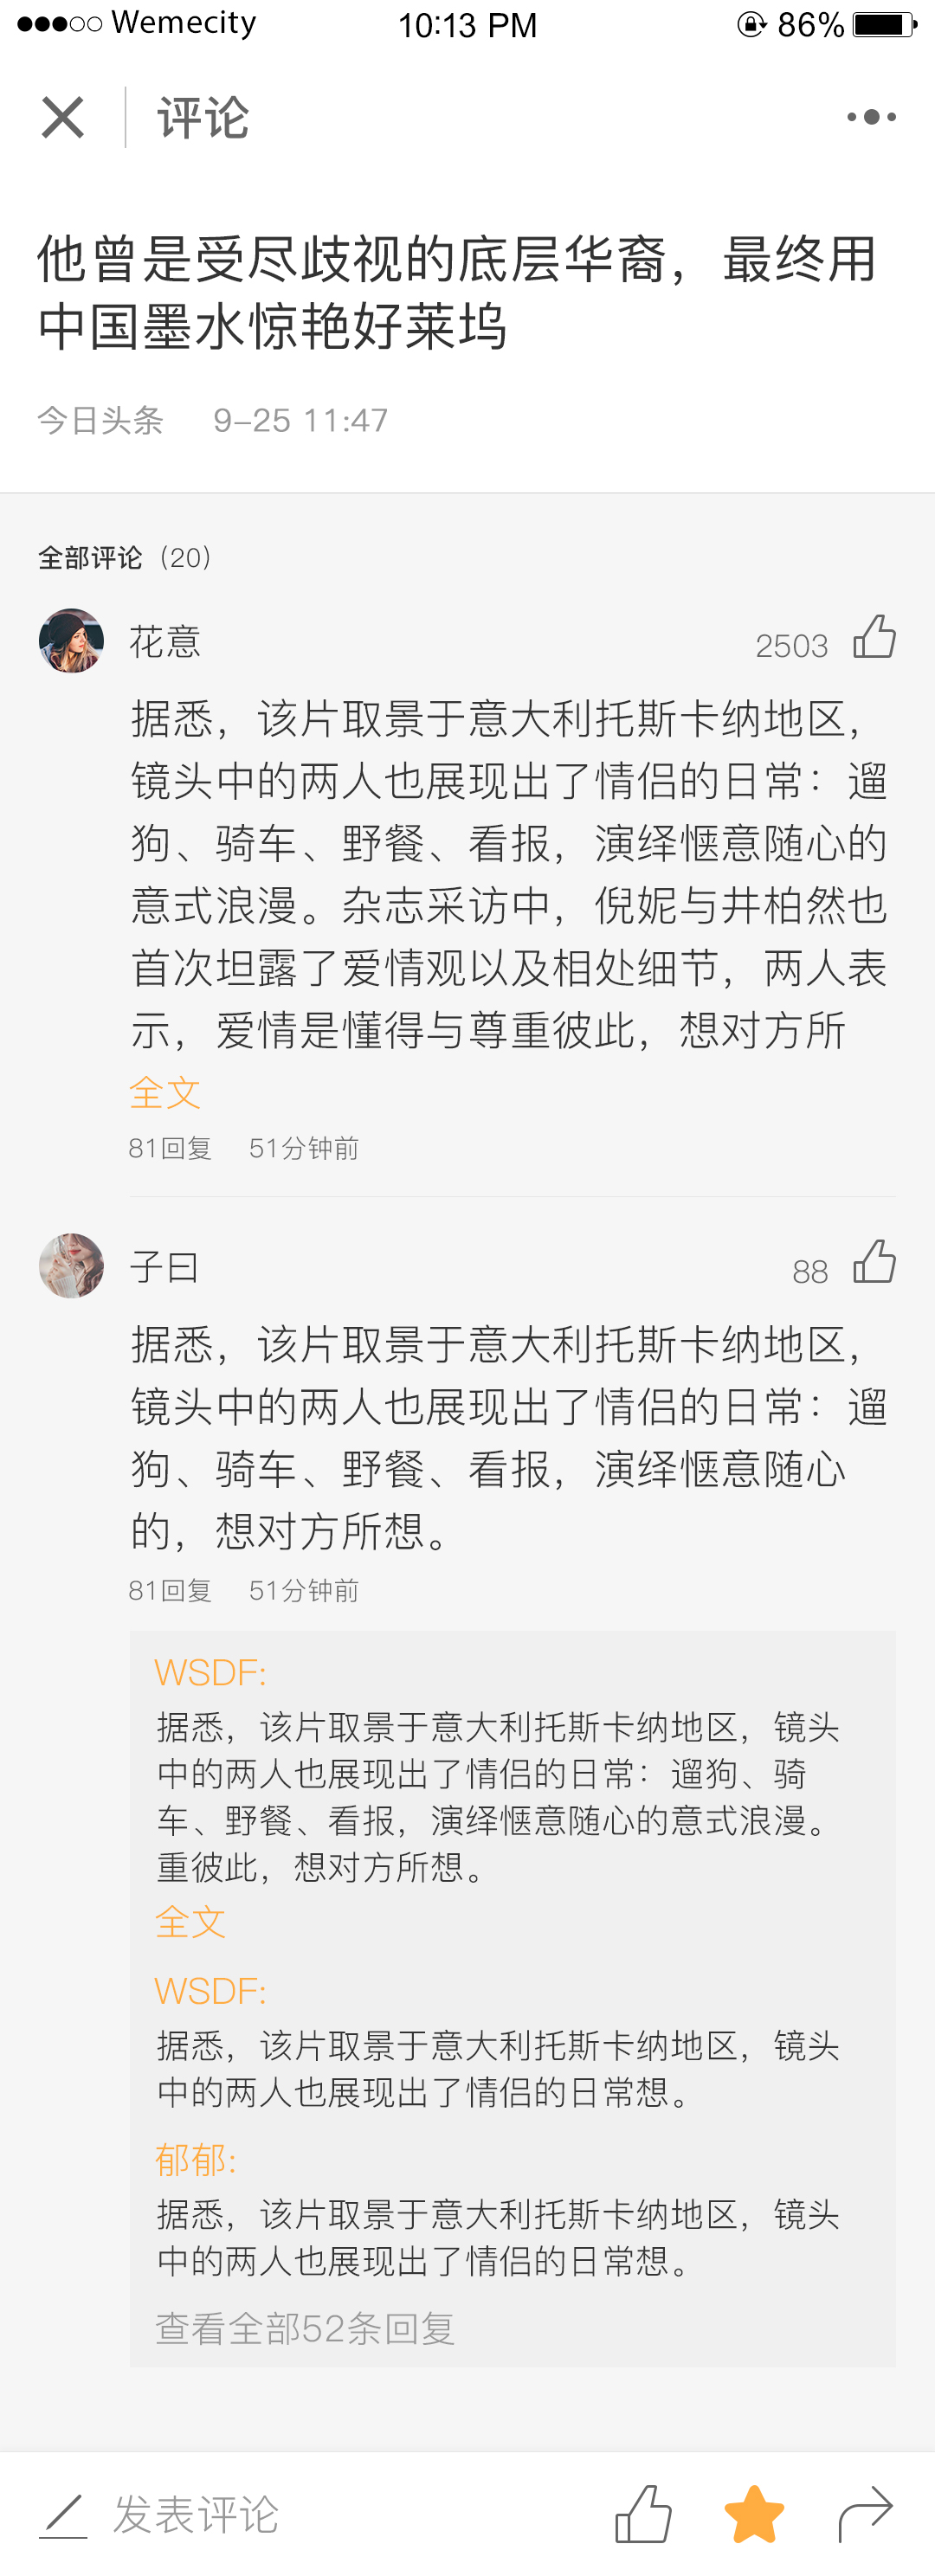 Wemecity 10:13 PM 86%
评论
他曾是受尽歧视的底层华裔，最终用
中国墨水惊艳好莱坞
今日头条 9-25 11:47
全部评论（20）
花意 2503
据悉，该片取景于意大利托斯卡纳地区，
镜头中的两人也展现出了情侣的日常：遛
狗、骑车、野餐、看报，演绎惬意随心的
意式浪漫。杂志采访中，倪妮与井柏然也
首次坦露了爱情观以及相处细节，两人表
示，爱情是懂得与尊重彼此，想对方所
全文
81回复 51分钟前
子曰 88
据悉，该片取景于意大利托斯卡纳地区，
镜头中的两人也展现出了情侣的日常：遛
狗、骑车、野餐、看报，演绎惬意随心
的，想对方所想。
81回复 51分钟前
WSDF:
据悉，该片取景于意大利托斯卡纳地区，镜头
中的两人也展现出了情侣的日常：遛狗、骑
车、野餐、看报，演绎惬意随心的意式浪漫。
重彼此，想对方所想。
全文
WSDF:
据悉，该片取景于意大利托斯卡纳地区，镜头
中的两人也展现出了情侣的日常想。
郁郁:
据悉，该片取景于意大利托斯卡纳地区，镜头
中的两人也展现出了情侣的日常想。
查看全部52条回复
发表评论